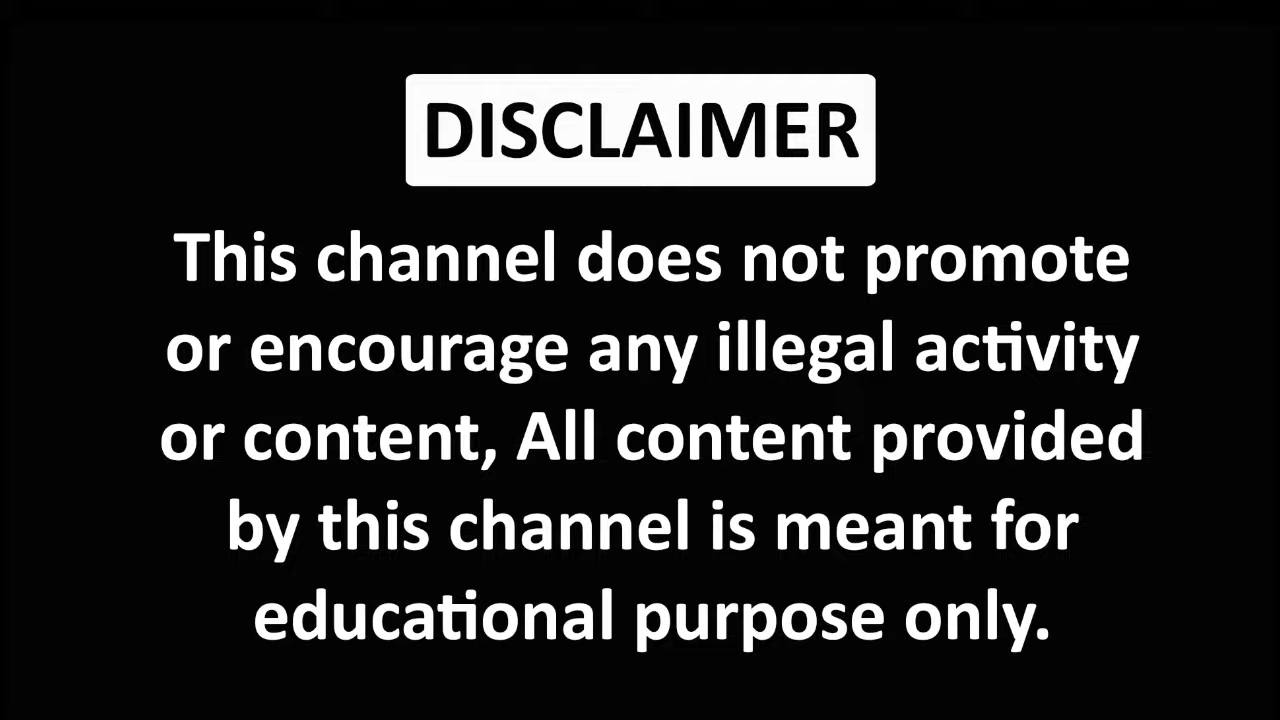 DISCLAIMER
This channel does not promote
or encourage any illegal activity
or content, All content provided
by this channel is meant for
educational purpose only.